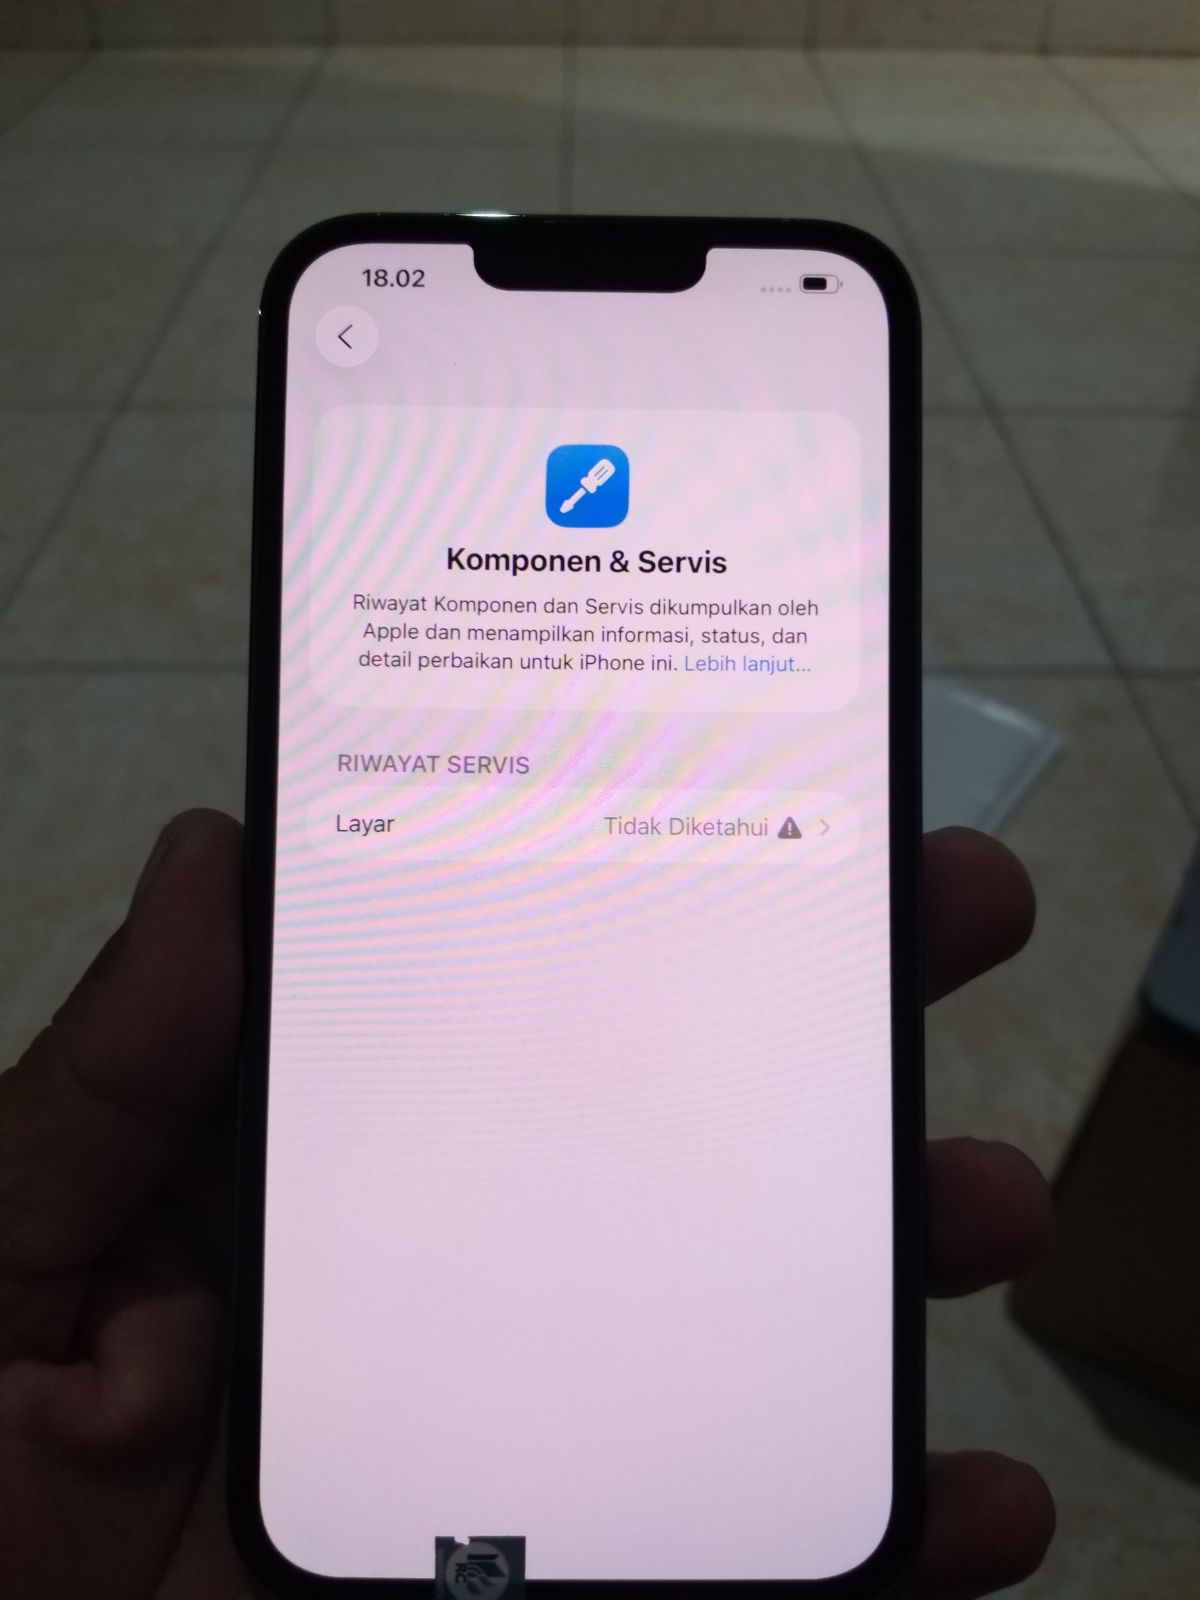 18.02
Komponen & Servis
Riwayat Komponen dan Servis dikumpulkan oleh
Apple dan menampilkan informasi, status, dan
detail perbaikan untuk iPhone ini. Lebih lanjut...
RIWAYAT SERVIS
Layar Tidak Diketahui
RC